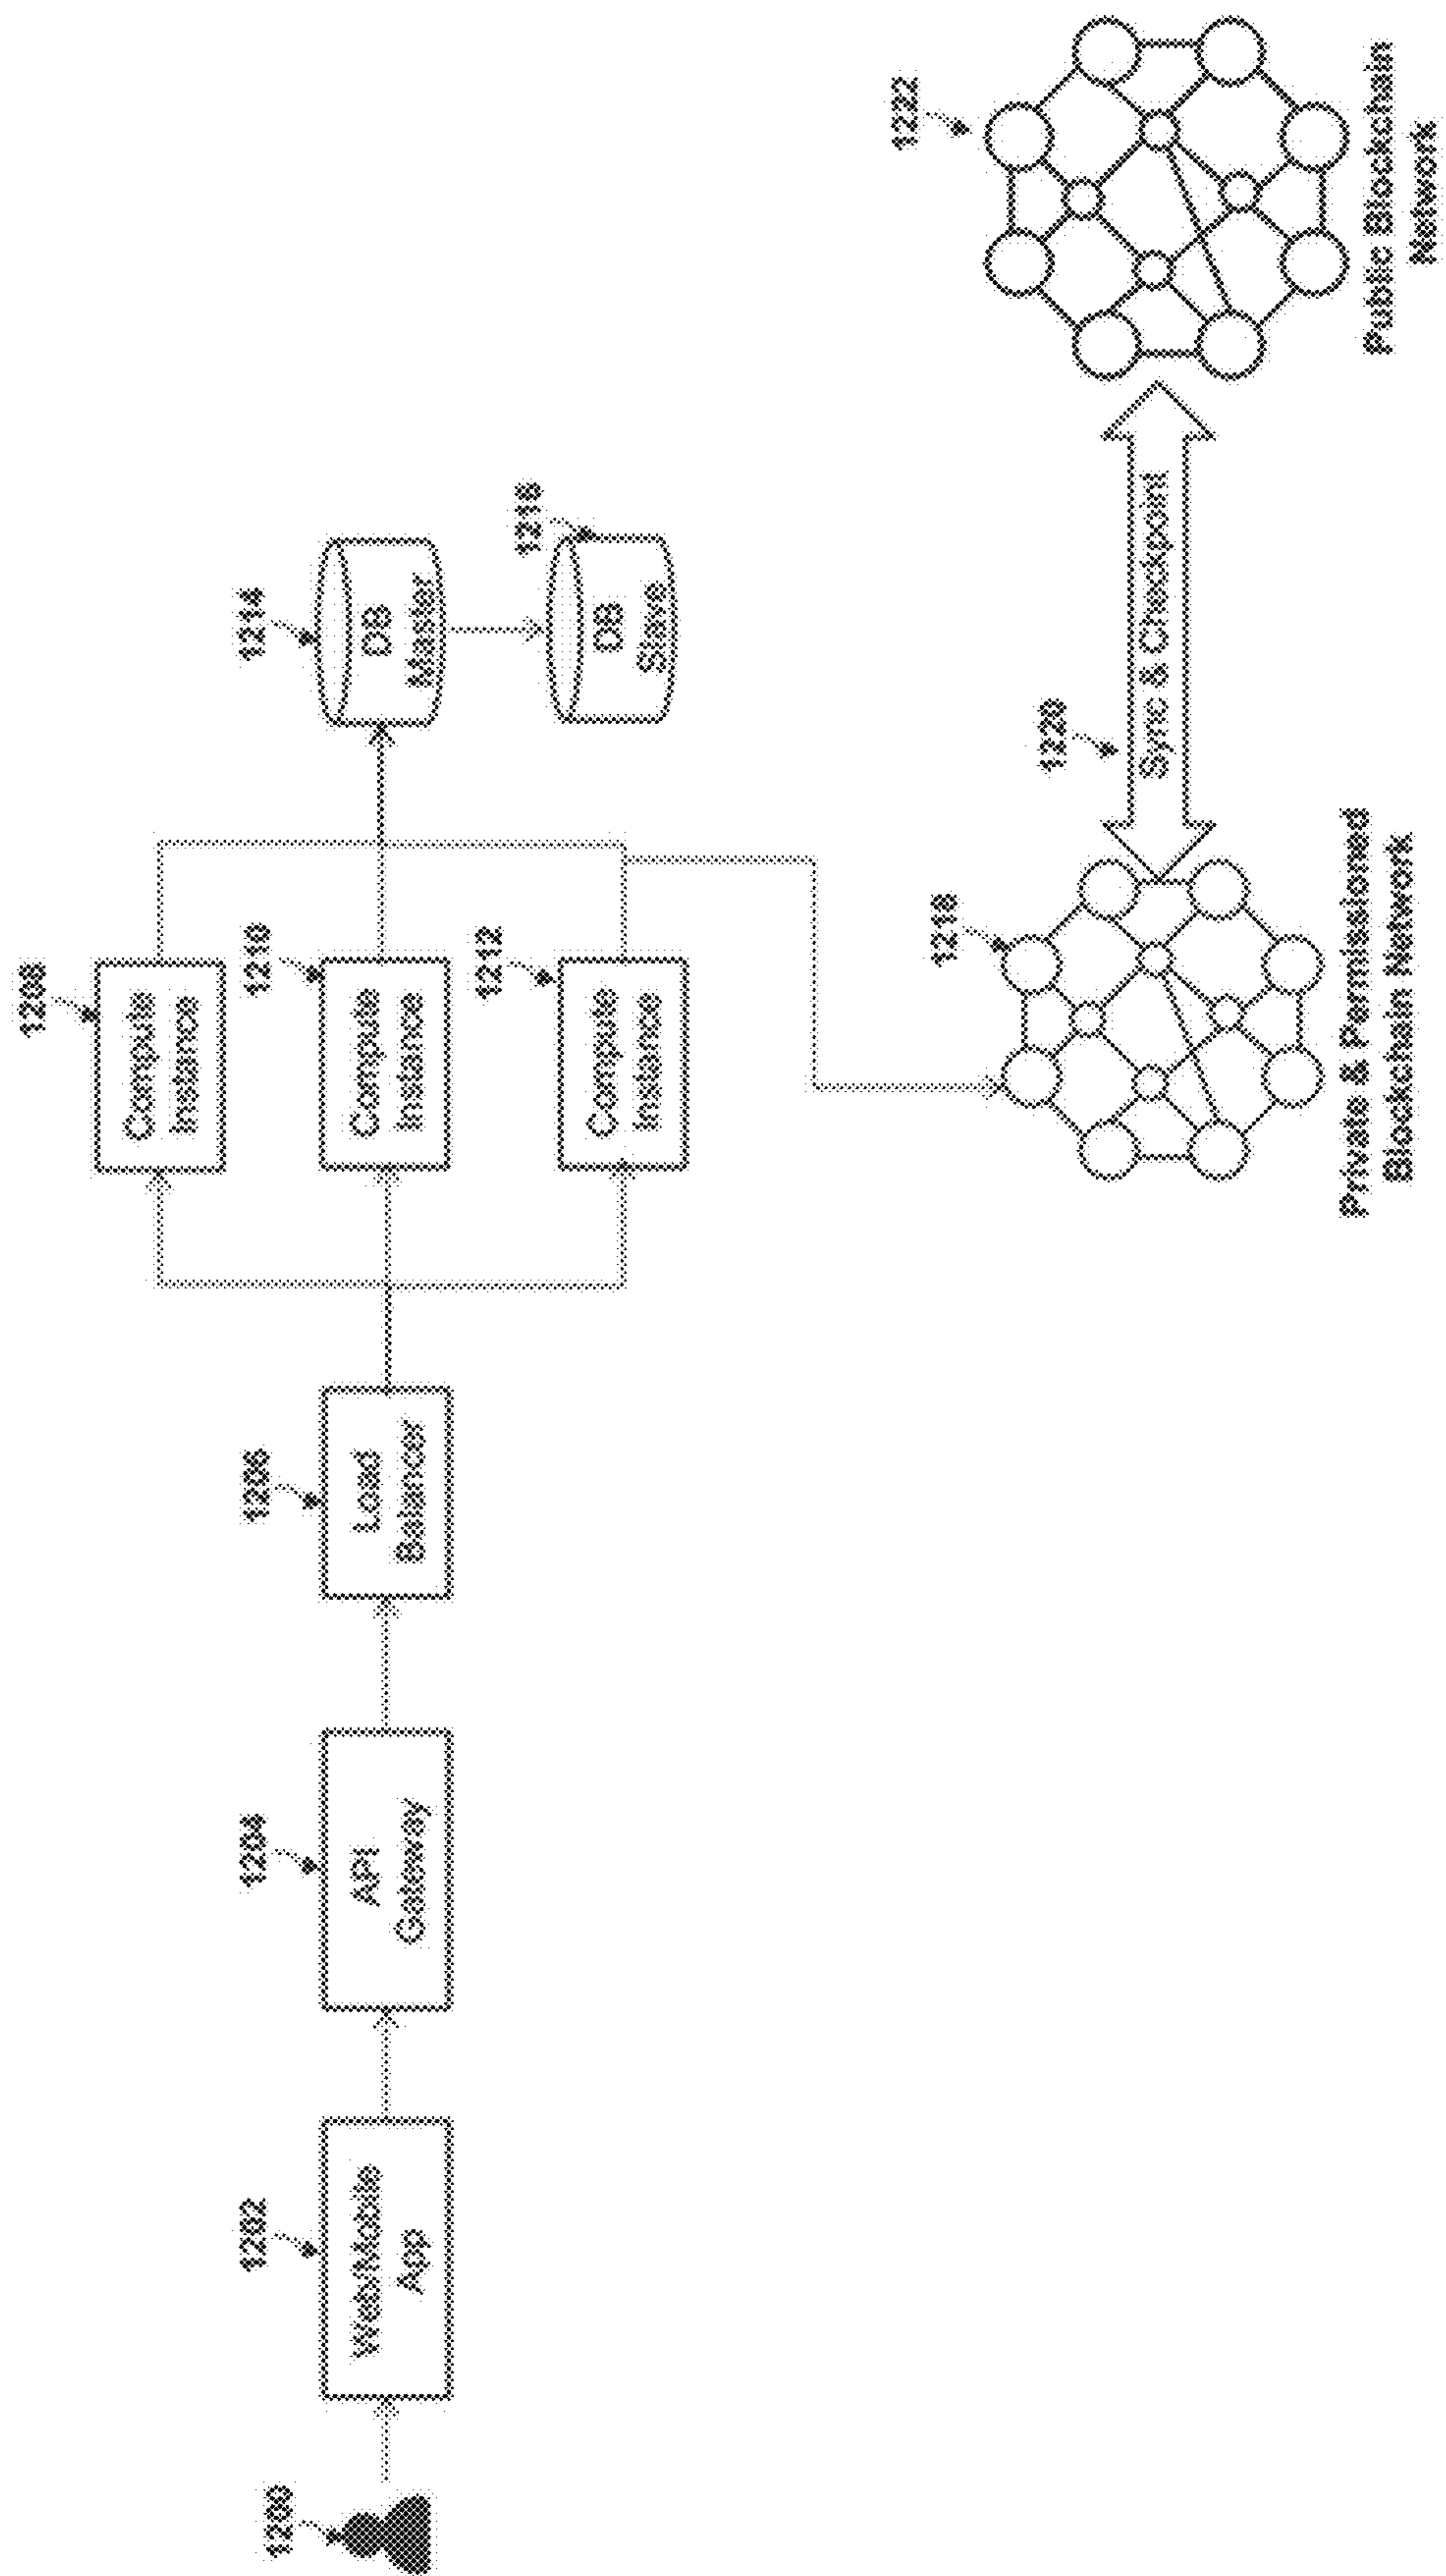 1200
1202
Web/Mobile
App
1204
API
Gateway
1206
Load
Balancer
1208
Compute
Instance
1210
Compute
Instance
1212
Compute
Instance
1214
DB
Master
1216
DB
Slave
1218
Private & Permissioned
Blockchain Network
1220
Sync & Checkpoint
1222
Public Blockchain
Network